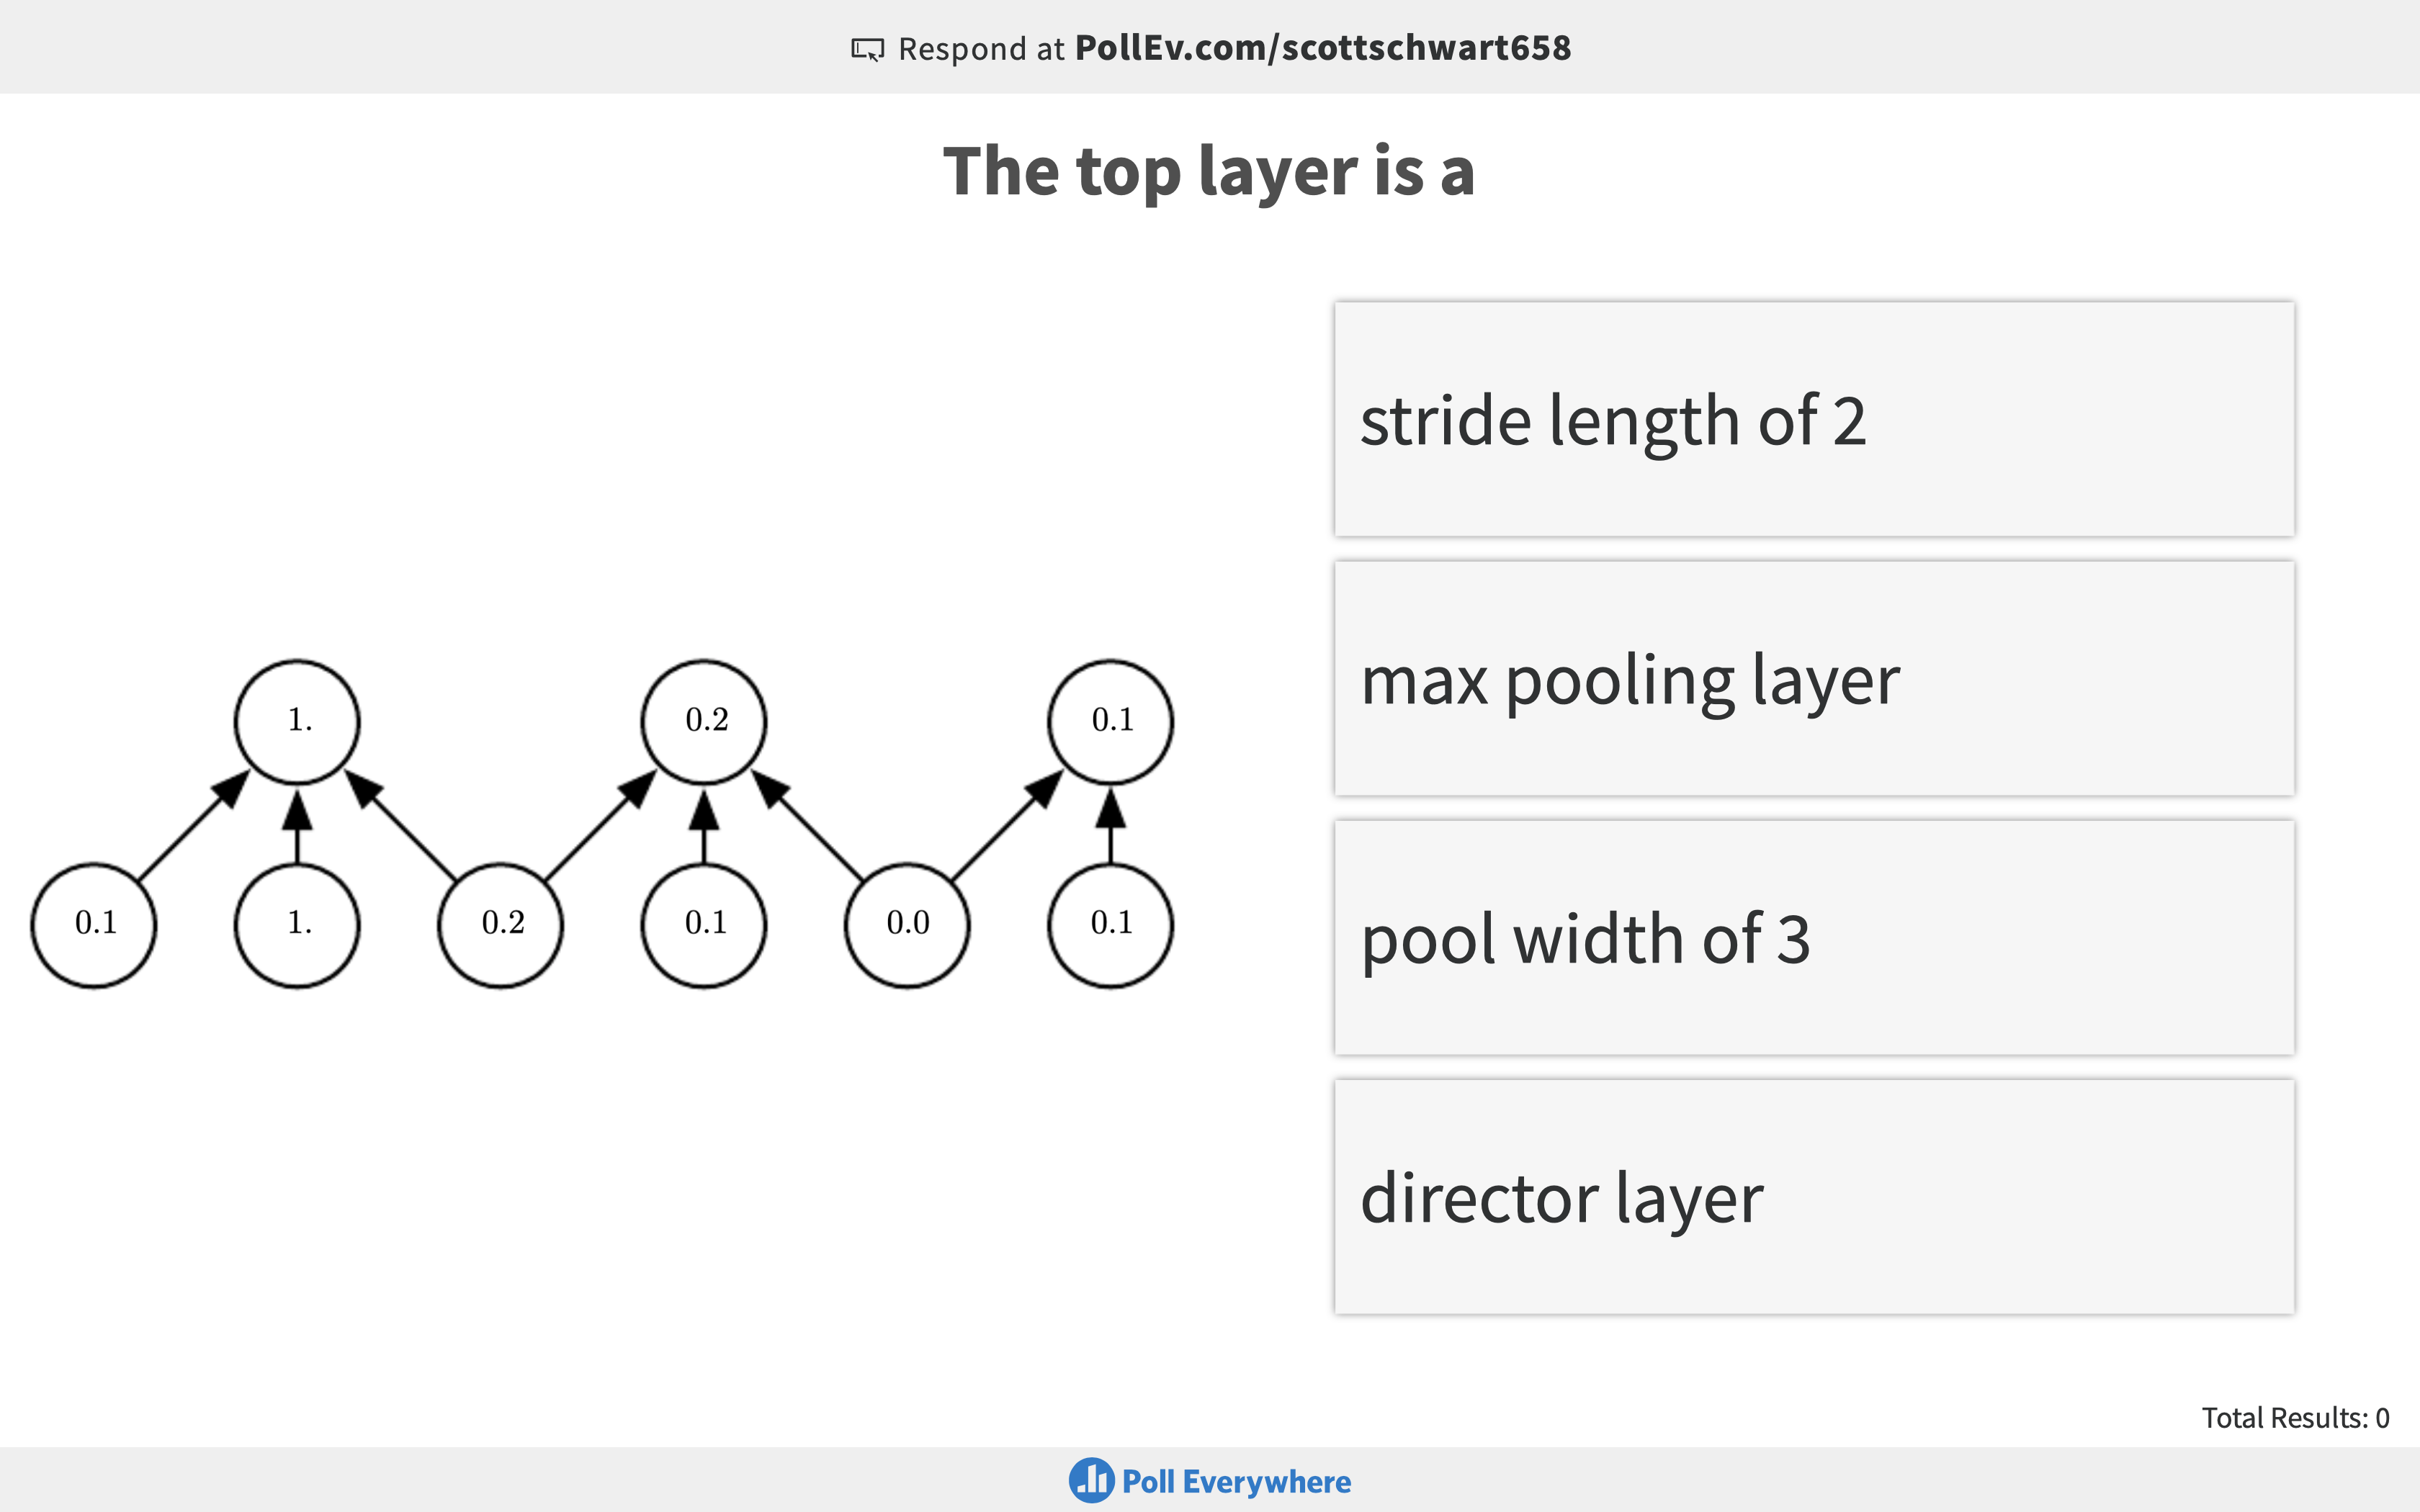 Respond at PollEv.com/scottschwart658
The top layer is a
stride length of 2
max pooling layer
pool width of 3
director layer
1. 0.2 0.1
0.1 1. 0.2 0.1 0.0 0.1
Total Results: 0
Poll Everywhere